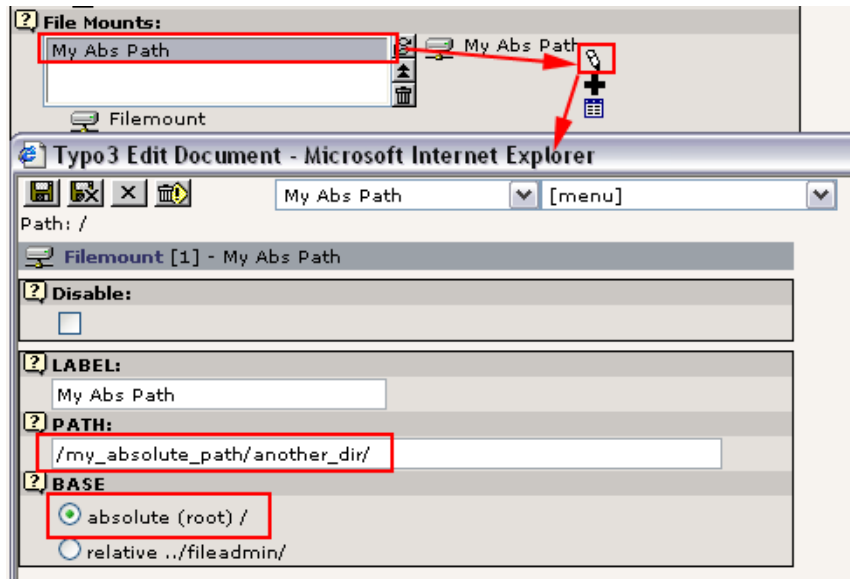 File Mounts:
My Abs Path
My Abs Path
Filemount
Typo3 Edit Document - Microsoft Internet Explorer
My Abs Path [menu]
Path: /
Filemount [1] - My Abs Path
Disable:
LABEL:
My Abs Path
PATH:
/my_absolute_path/another_dir/
BASE
absolute (root) /
relative ../fileadmin/